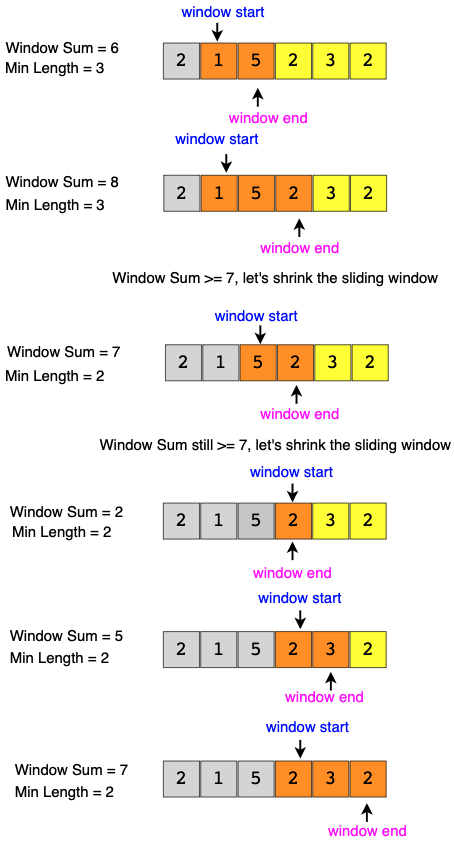 window start
Window Sum = 6
Min Length = 3
2 1 5 2 3 2
window end
window start
Window Sum = 8
Min Length = 3
2 1 5 2 3 2
window end
Window Sum >= 7, let's shrink the sliding window
window start
Window Sum = 7
Min Length = 2
2 1 5 2 3 2
window end
Window Sum still >= 7, let's shrink the sliding window
window start
Window Sum = 2
Min Length = 2
2 1 5 2 3 2
window end
window start
Window Sum = 5
Min Length = 2
2 1 5 2 3 2
window end
window start
Window Sum = 7
Min Length = 2
2 1 5 2 3 2
window end